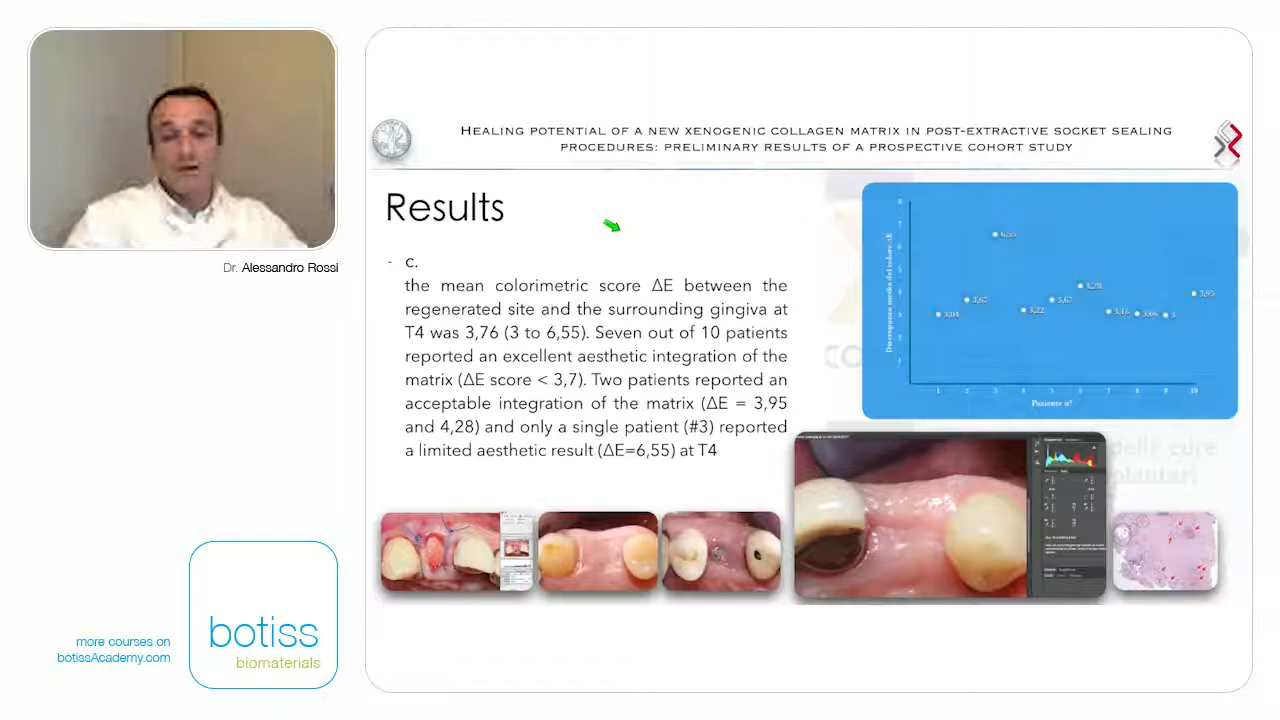 Dr. Alessandro Rossi
HEALING POTENTIAL OF A NEW XENOGENIC COLLAGEN MATRIX IN POST-EXTRACTIVE SOCKET SEALING
PROCEDURES: PRELIMINARY RESULTS OF A PROSPECTIVE COHORT STUDY
Results
- c.
the mean colorimetric score ΔE between the
regenerated site and the surrounding gingiva at
T4 was 3,76 (3 to 6,55). Seven out of 10 patients
reported an excellent aesthetic integration of the
matrix (ΔE score < 3,7). Two patients reported an
acceptable integration of the matrix (ΔE = 3,95
and 4,28) and only a single patient (#3) reported
a limited aesthetic result (ΔE=6,55) at T4
6,55
4,28
3,95
3,67
3,67
3,04
3,22
3
1 2 3 4 5 6 7 8 9 10
Paziente n°
botiss
biomaterials
more courses on
botissAcademy.com